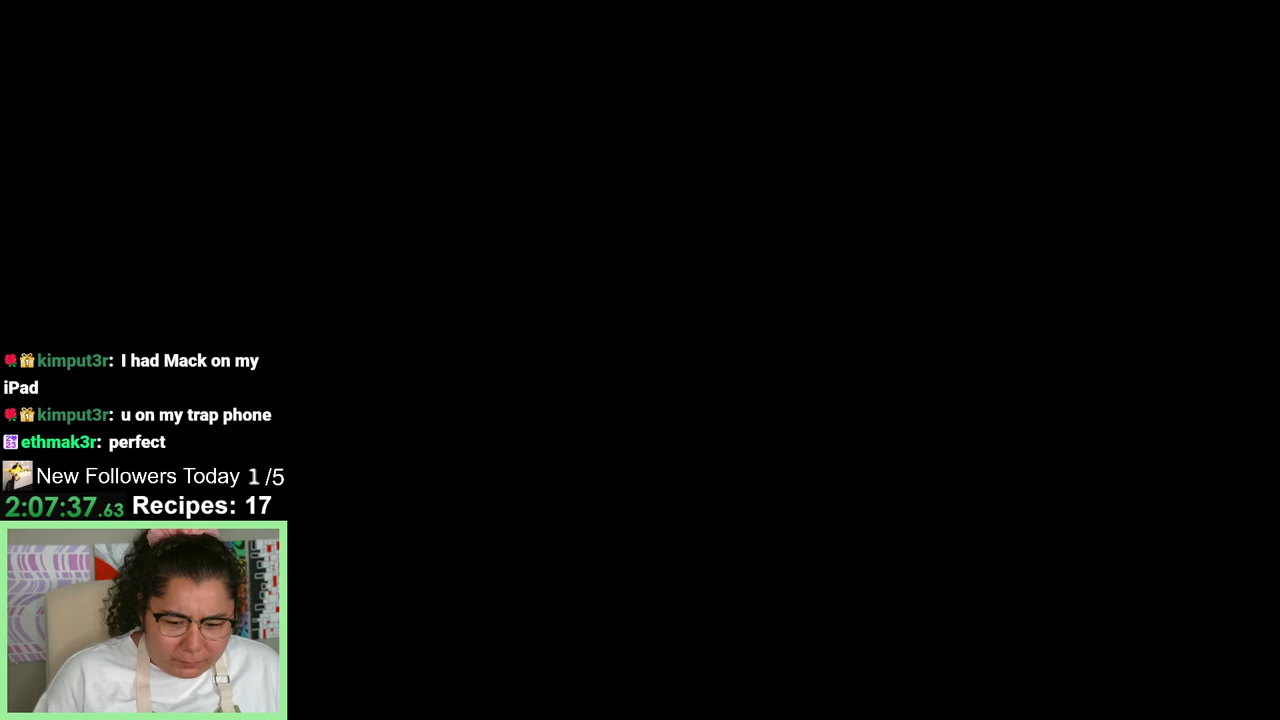 kimput3r: I had Mack on my
iPad
kimput3r: u on my trap phone
ethmak3r: perfect
New Followers Today 1/5
2:07:37.63 Recipes: 17